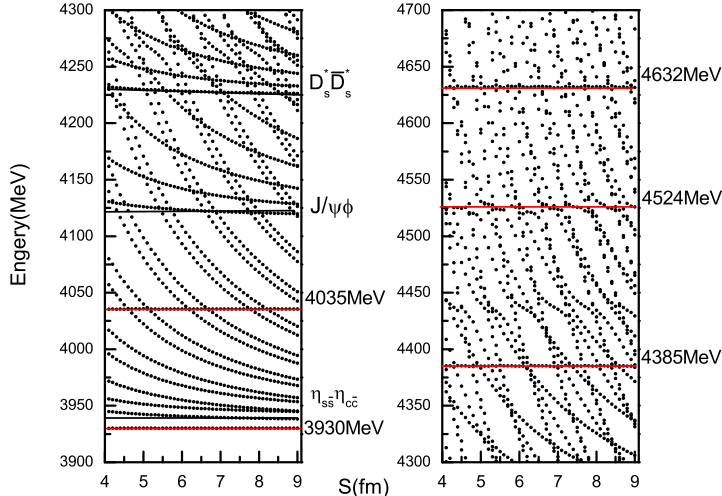 4300
4250
4200
4150
4100
4050
4000
3950
3900
Engery(MeV)
4 5 6 7 8 9
D*sD̄*s
J/ψϕ
4035MeV
ηss̄ηcc̄
3930MeV
S(fm)
4700
4650
4600
4550
4500
4450
4400
4350
4300
4 5 6 7 8 9
4632MeV
4524MeV
4385MeV